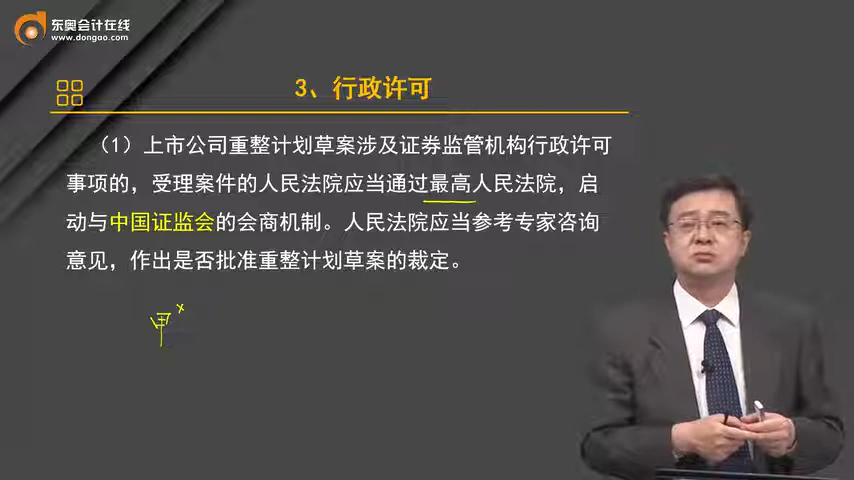 东奥会计在线
www.dongao.com
3、行政许可
（1）上市公司重整计划草案涉及证券监管机构行政许可
事项的，受理案件的人民法院应当通过最高人民法院，启
动与中国证监会的会商机制。人民法院应当参考专家咨询
意见，作出是否批准重整计划草案的裁定。